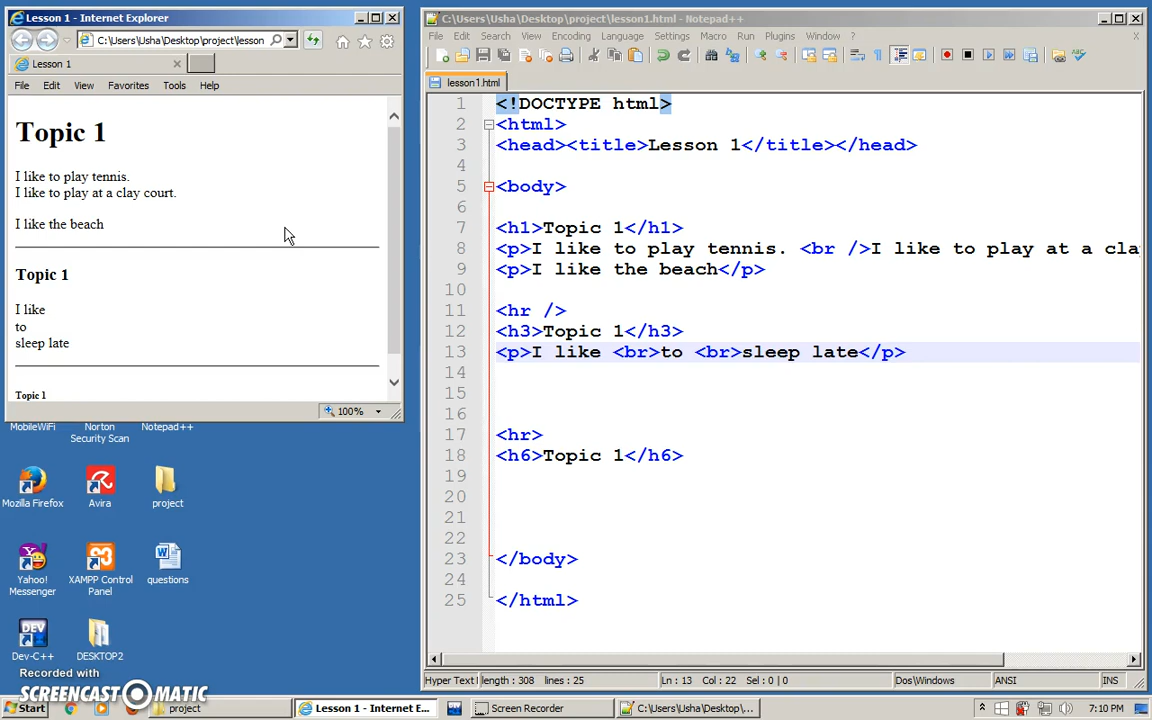 Lesson 1 - Internet Explorer
C:\Users\Usha\Desktop\project\lesson
Lesson 1
File Edit View Favorites Tools Help
Topic 1
I like to play tennis.
I like to play at a clay court.
I like the beach
Topic 1
I like
to
sleep late
Topic 1
100%
C:\Users\Usha\Desktop\project\lesson1.html - Notepad++
File Edit Search View Encoding Language Settings Macro Run Plugins Window ?
X
lesson1.html
1 <!DOCTYPE html>
2 <html>
3 <head><title>Lesson 1</title></head>
4
5 <body>
6
7 <h1>Topic 1</h1>
8 <p>I like to play tennis. <br />I like to play at a cla
9 <p>I like the beach</p>
10
11 <hr />
12 <h3>Topic 1</h3>
13 <p>I like <br>to <br>sleep late</p>
14
15
16
17 <hr>
18 <h6>Topic 1</h6>
19
20
21
22
23 </body>
24
25 </html>
Hyper Text length : 308 lines : 25 Ln : 13 Col : 22 Sel : 0 | 0 Dos\Windows ANSI INS
MobileWiFi
Norton Security Scan
Notepad++
Mozilla Firefox
Avira
project
Yahoo! Messenger
XAMPP Control Panel
questions
Dev-C++
DESKTOP2
Recorded with
SCREENCAST-O-MATIC
Start project Lesson 1 - Internet E... Screen Recorder C:\Users\Usha\Desktop\... 7:10 PM